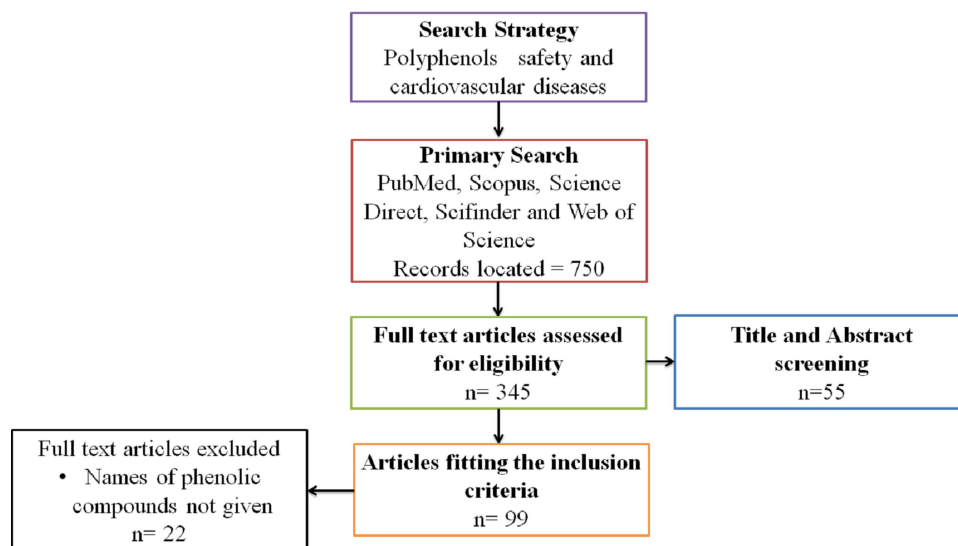 Search Strategy
Polyphenols safety and
cardiovascular diseases
Primary Search
PubMed, Scopus, Science
Direct, Scifinder and Web of
Science
Records located = 750
Full text articles assessed
for eligibility
n= 345
Title and Abstract
screening
n=55
Articles fitting the inclusion
criteria
n= 99
Full text articles excluded
• Names of phenolic
compounds not given
n= 22